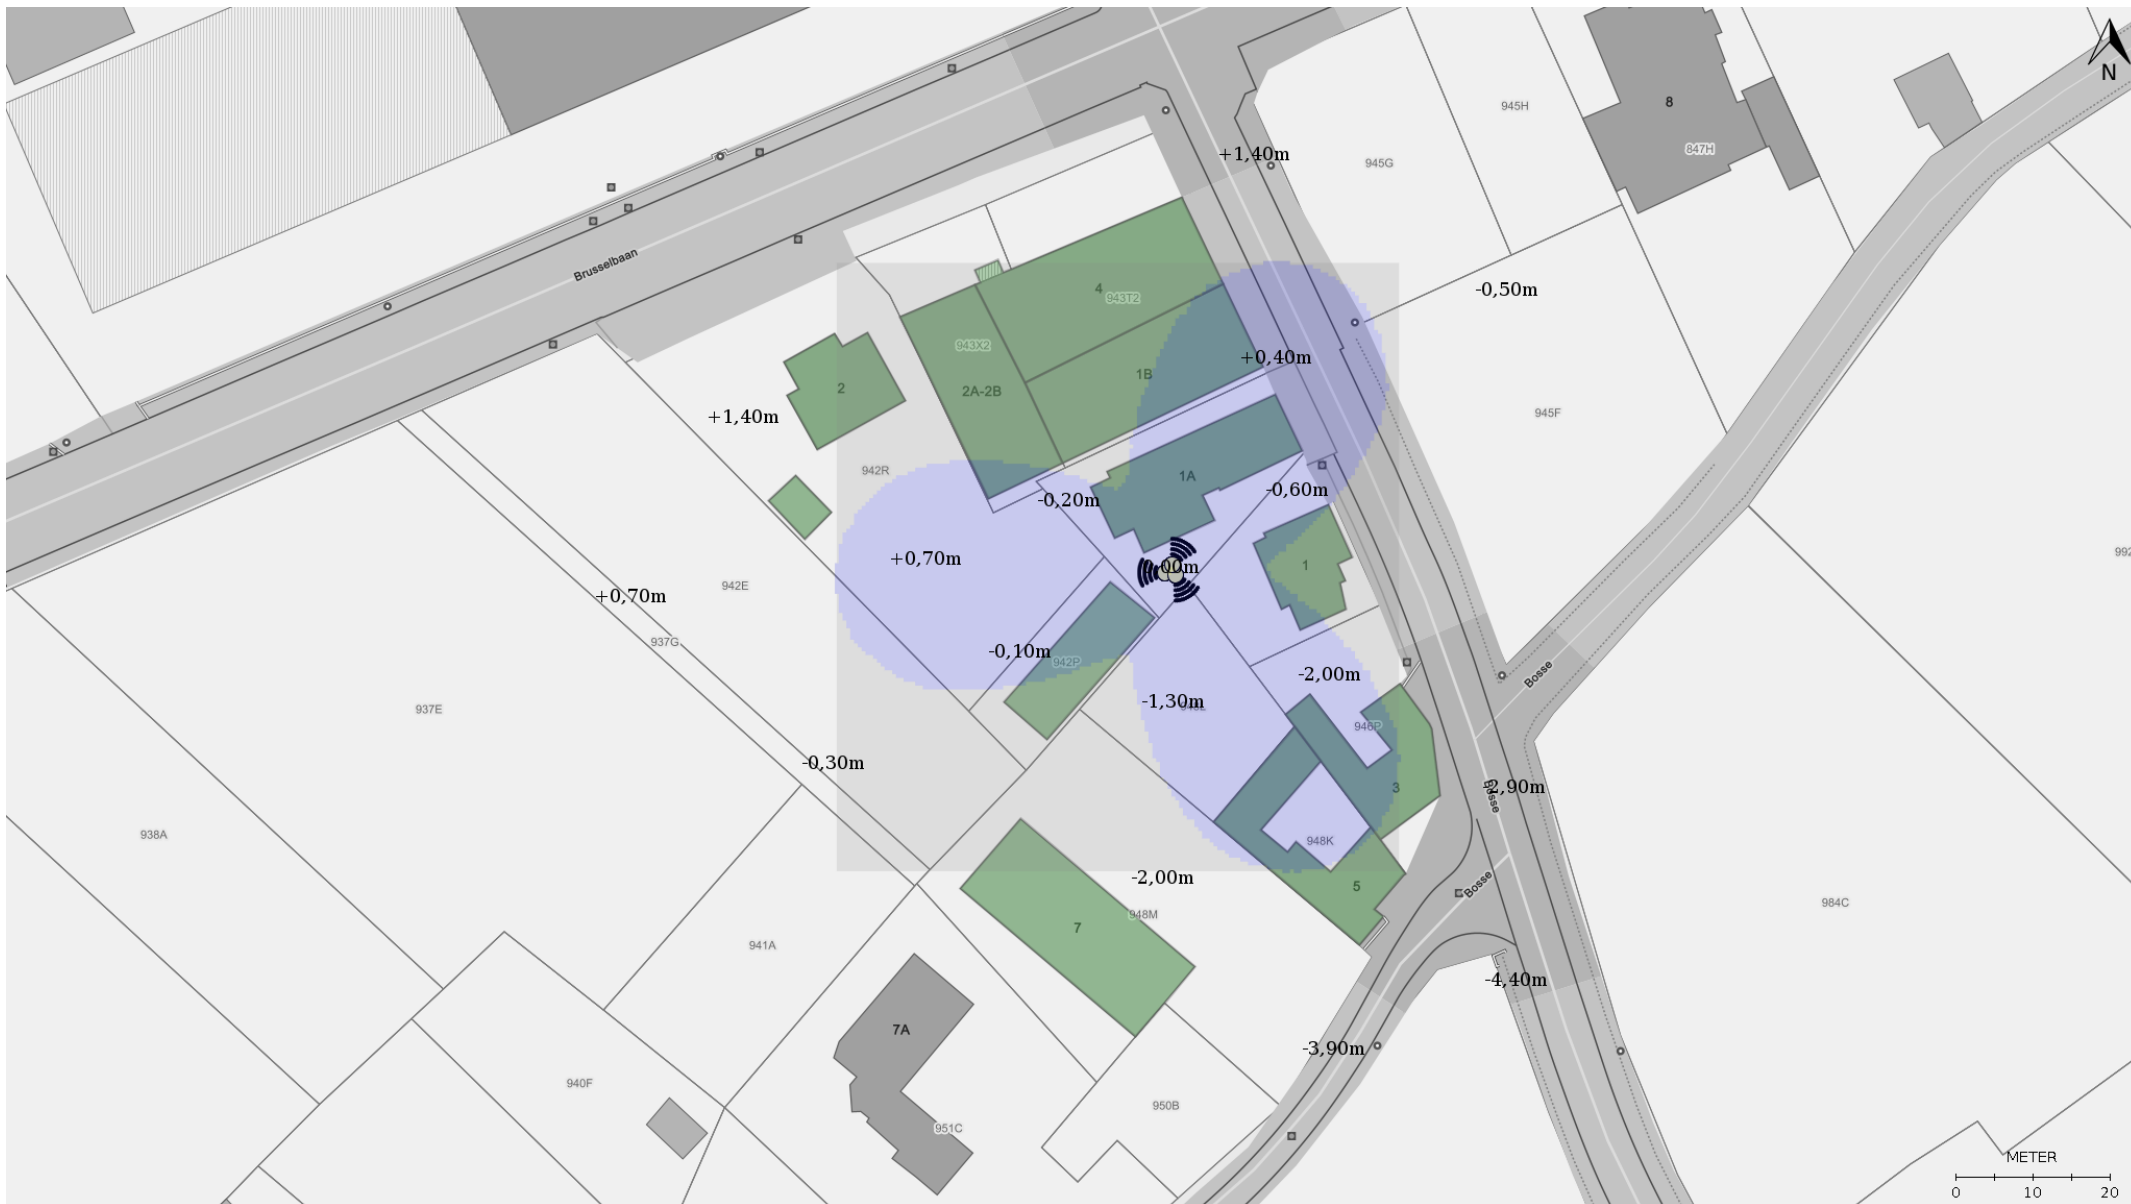 N
8
945H
847H
+1,40m
945G
Brusselbaan
-0,50m
4
943T2
943X2
+0,40m
1B
2
2A-2B
+1,40m
945F
942R
1A
-0,60m
-0,20m
992
+0,70m
1
942E
+0,70m
937G
-0,10m
942P
-2,00m
Bosse
-1,30m
937E
946P
-0,30m
Bosse
3
938A
948K
-2,00m
5
Bosse
984C
948M
7
941A
-4,40m
7A
-3,90m
940F
950B
951C
METER
0 10 20